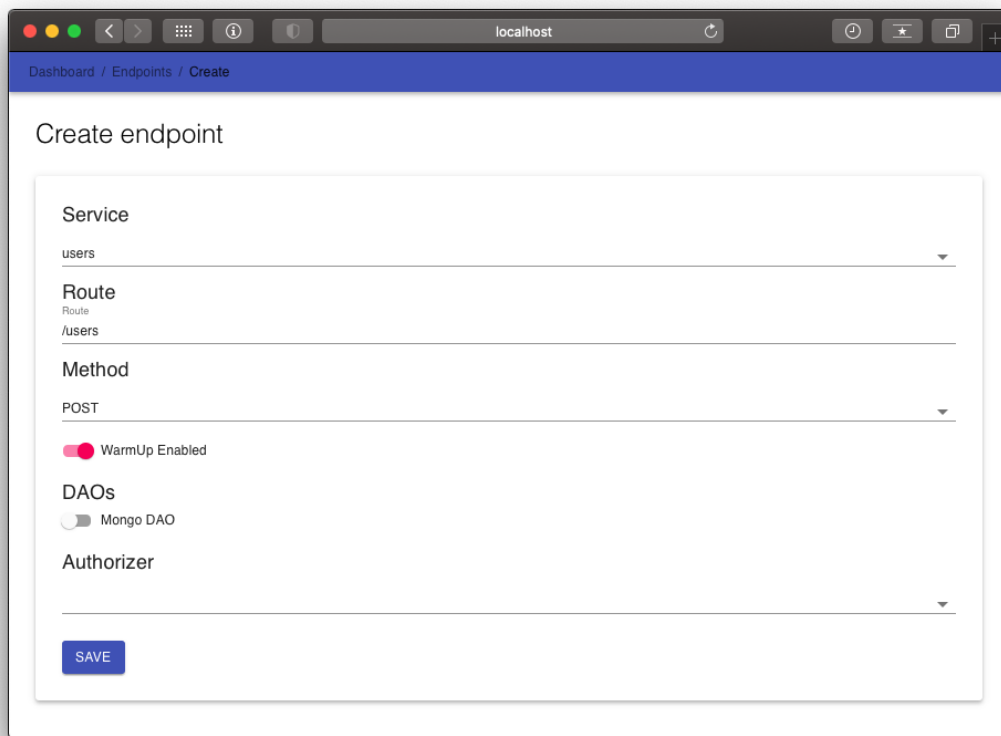 localhost
Dashboard / Endpoints / Create
Create endpoint
Service
users
Route
Route
/users
Method
POST
WarmUp Enabled
DAOs
Mongo DAO
Authorizer
SAVE